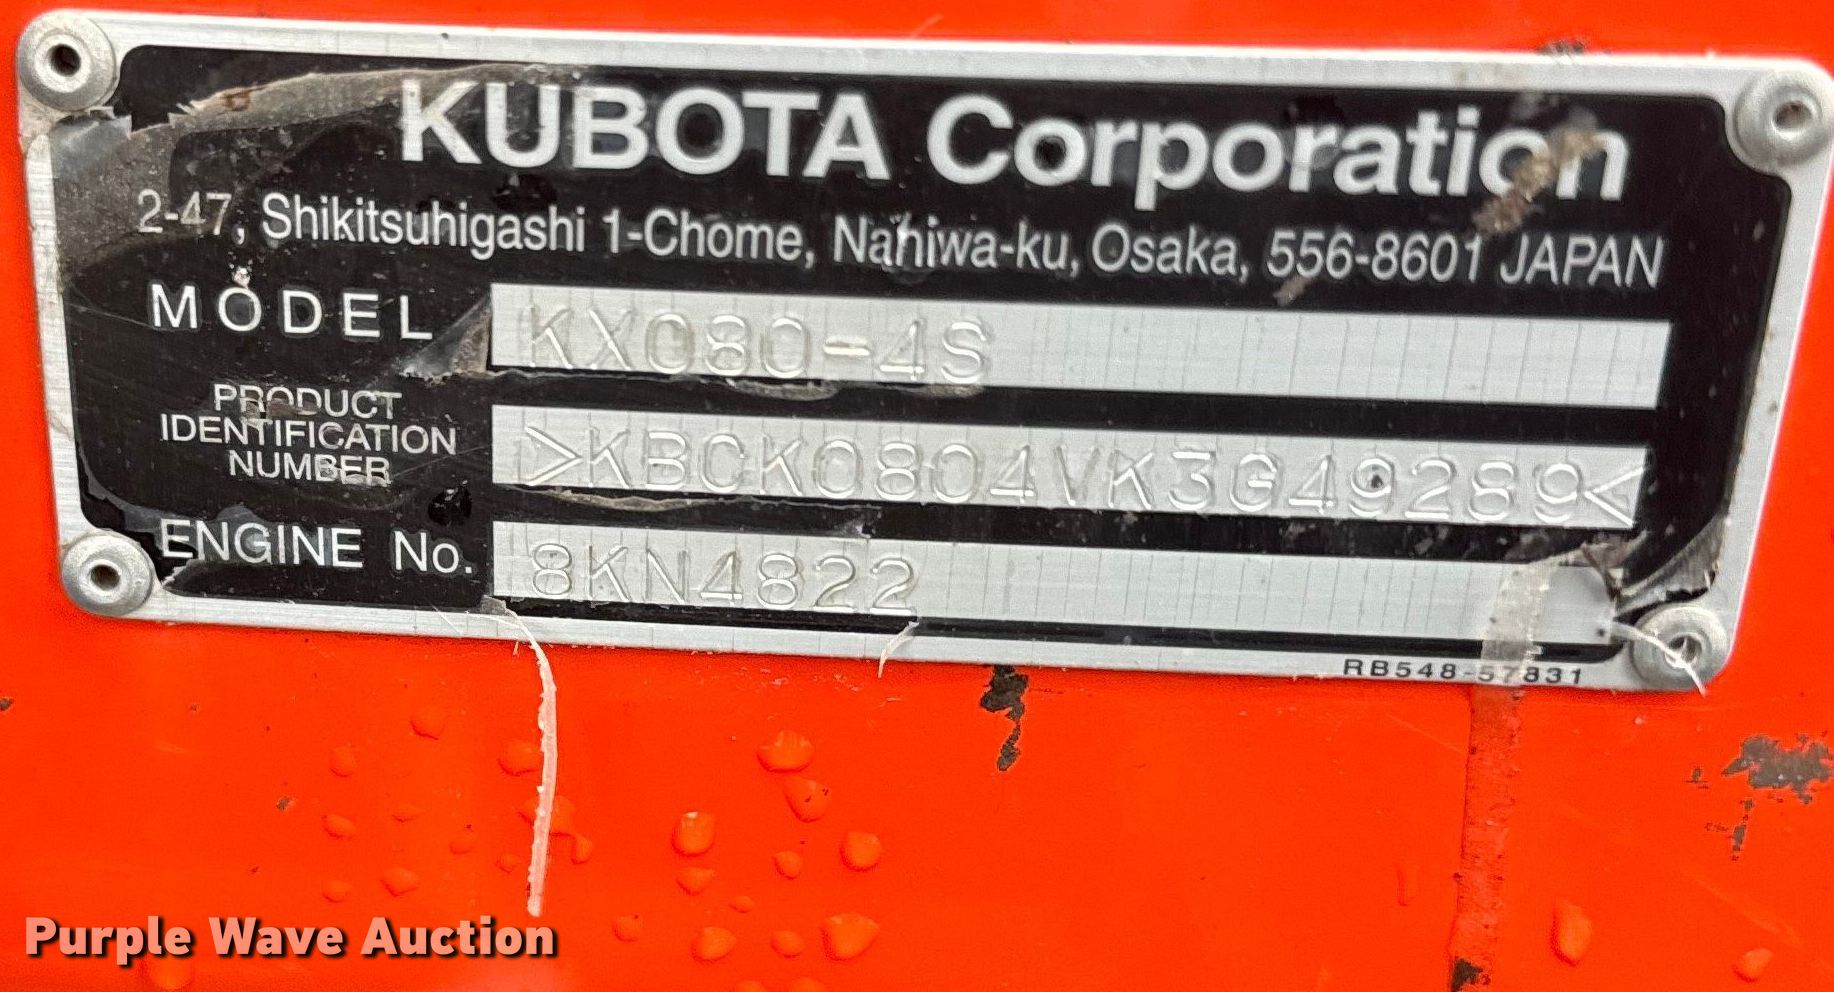 KUBOTA Corporation
2-47, Shikitsuhigashi 1-Chome, Naniwa-ku, Osaka, 556-8601 JAPAN
MODEL KX080-4S
PRODUCT
IDENTIFICATION
NUMBER
>KBCK0804VK3G49289<
ENGINE No. 8KN4822
RB548-57831
Purple Wave Auction